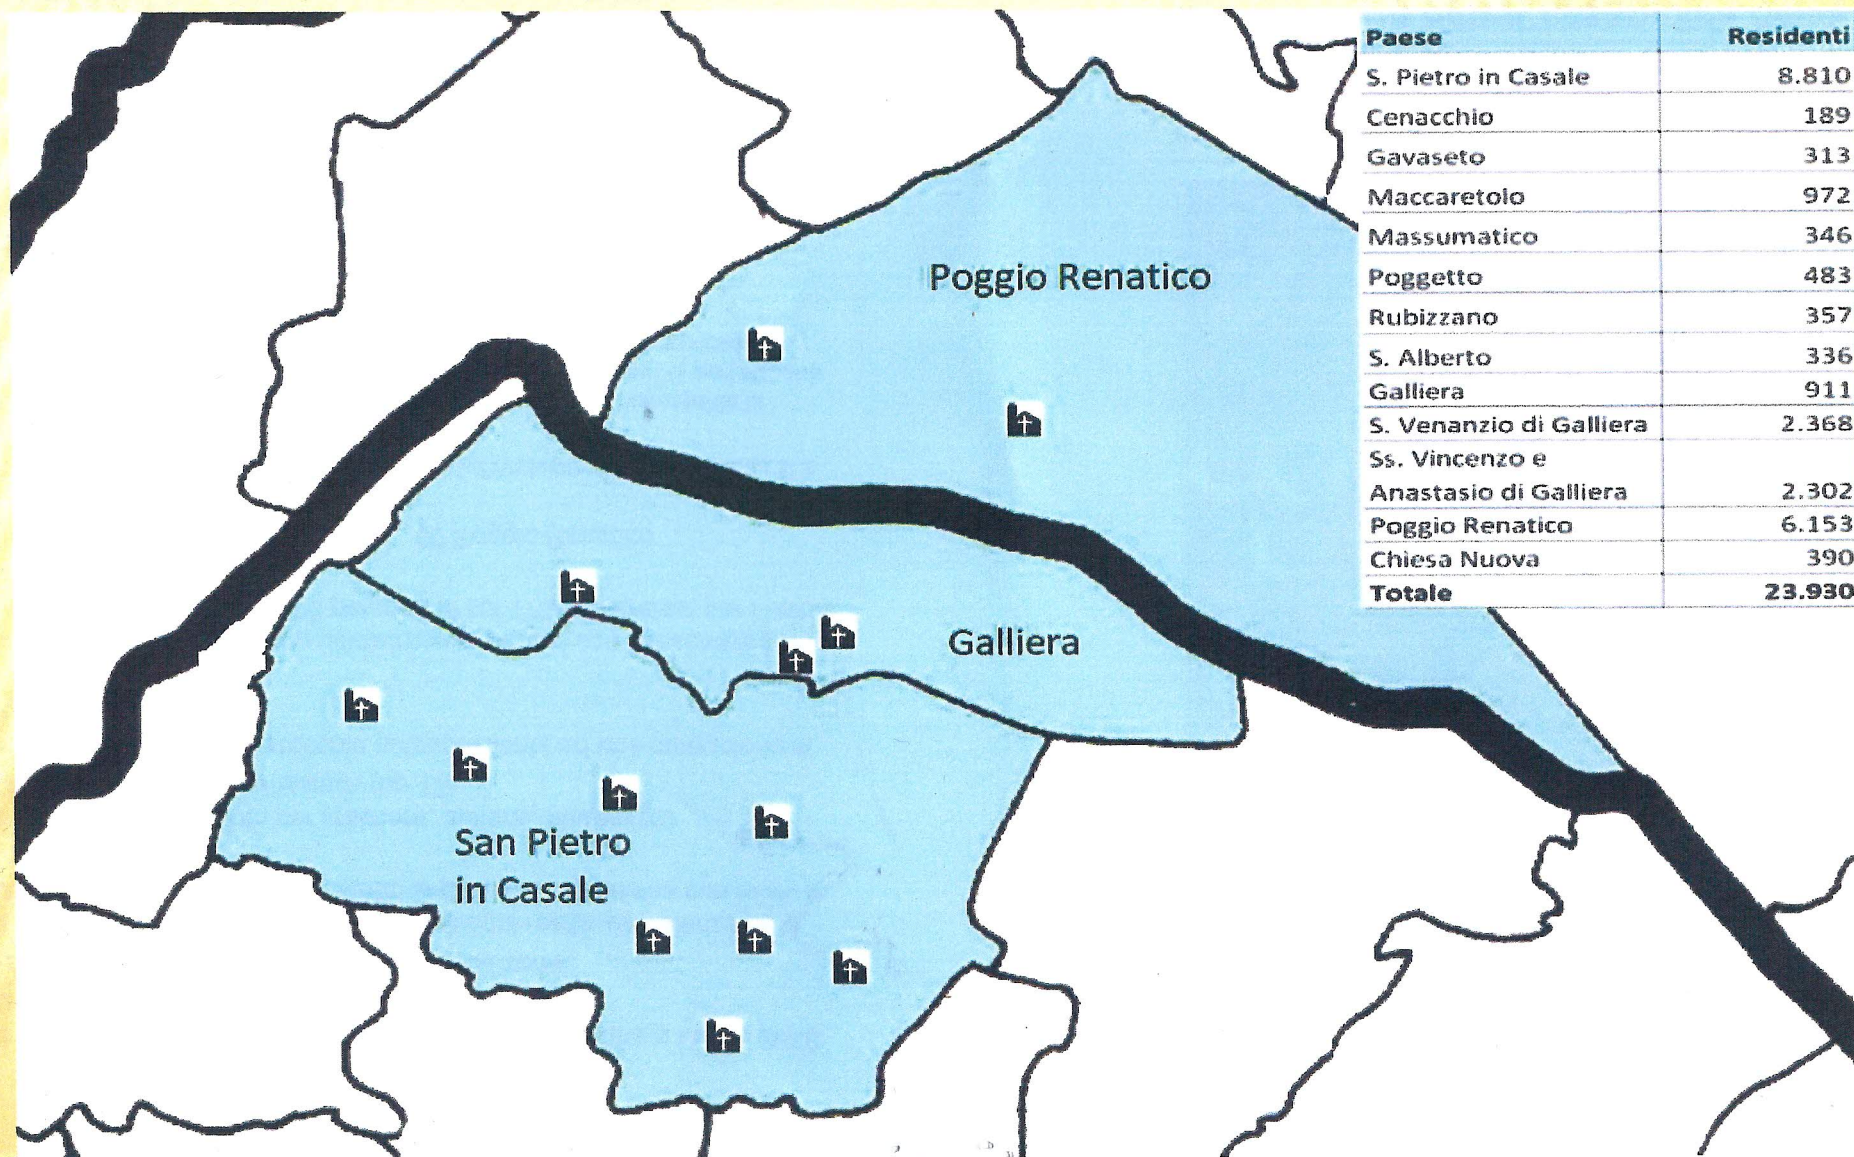 Paese Residenti
S. Pietro in Casale 8.810
Cenacchio 189
Gavaseto 313
Maccaretolo 972
Massumatico 346
Poggetto 483
Rubizzano 357
S. Alberto 336
Galliera 911
S. Venanzio di Galliera 2.368
Ss. Vincenzo e
Anastasio di Galliera 2.302
Poggio Renatico 6.153
Chiesa Nuova 390
Totale 23.930
Poggio Renatico
Galliera
San Pietro
in Casale